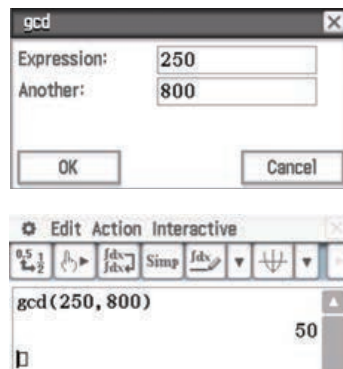 gcd
Expression: 250
Another: 800
OK Cancel
Edit Action Interactive
Simp
gcd(250,800)
50